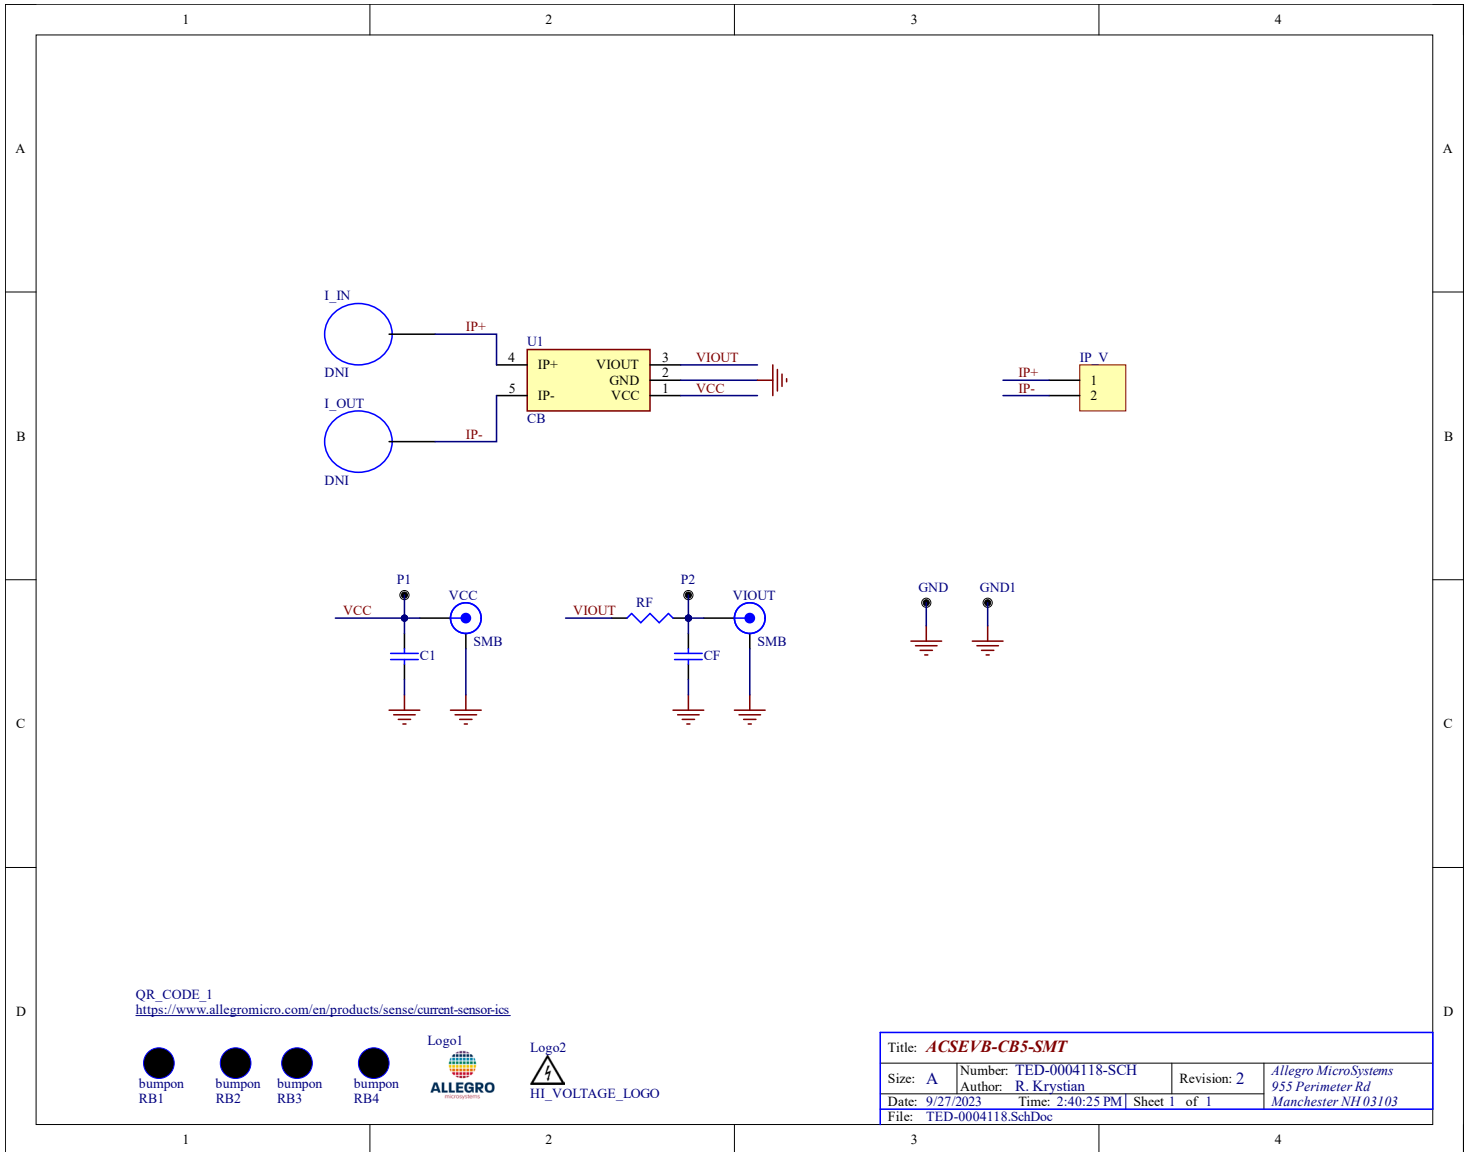 1 2 3 4
A A
I_IN
IP+
DNI
U1
4 IP+ VIOUT 3 VIOUT
GND 2
5 IP- VCC 1 VCC
CB
I_OUT
IP-
DNI
IP_V
IP+ 1
IP- 2
B B
P1
VCC VCC
SMB
C1
P2
VIOUT RF VIOUT
SMB
CF
GND GND1
C C
QR_CODE_1
https://www.allegromicro.com/en/products/sense/current-sensor-ics
D D
bumpon
RB1
bumpon
RB2
bumpon
RB3
bumpon
RB4
Logo1
ALLEGRO
microsystems
Logo2
HI_VOLTAGE_LOGO
Title: ACSEVB-CB5-SMT
Size: A
Number: TED-0004118-SCH
Author: R. Krystian
Revision: 2
Allegro MicroSystems
955 Perimeter Rd
Manchester NH 03103
Date: 9/27/2023 Time: 2:40:25 PM Sheet 1 of 1
File: TED-0004118.SchDoc
1 2 3 4